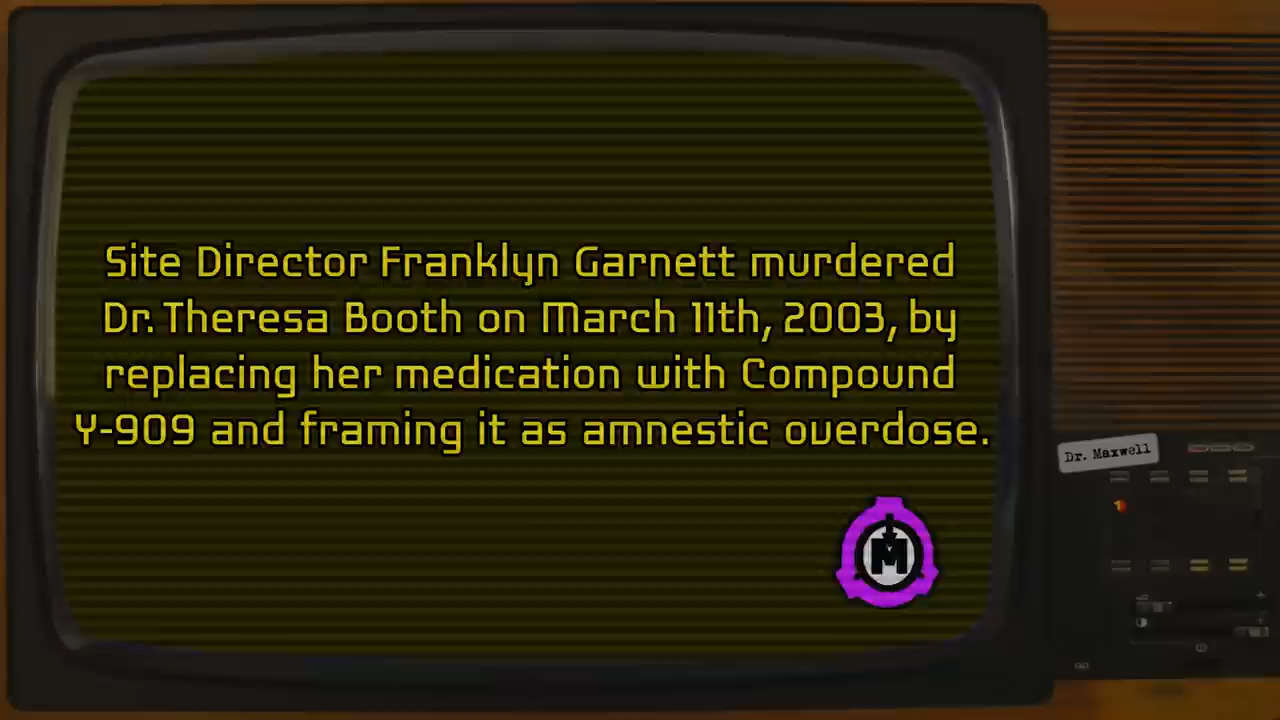 Site Director Franklyn Garnett murdered
Dr. Theresa Booth on March 11th, 2003, by
replacing her medication with Compound
Y-909 and framing it as amnestic overdose.
Dr. Maxwell
M